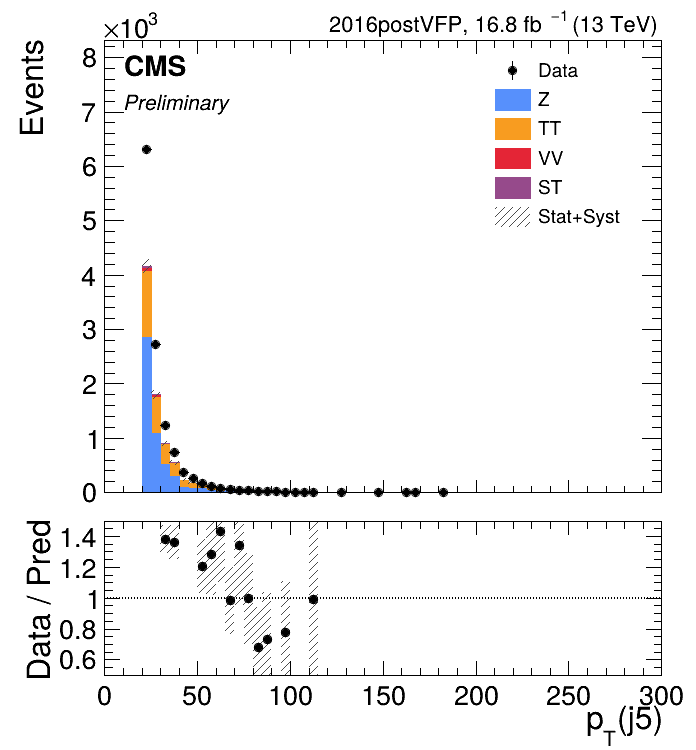 ×10³
2016postVFP, 16.8 fb⁻¹ (13 TeV)
CMS
Preliminary
Events
8
7
6
5
4
3
2
1
0
Data
Z
TT
VV
ST
Stat+Syst
Data / Pred
1.4
1.2
1
0.8
0.6
0 50 100 150 200 250 300
p_T(j5)